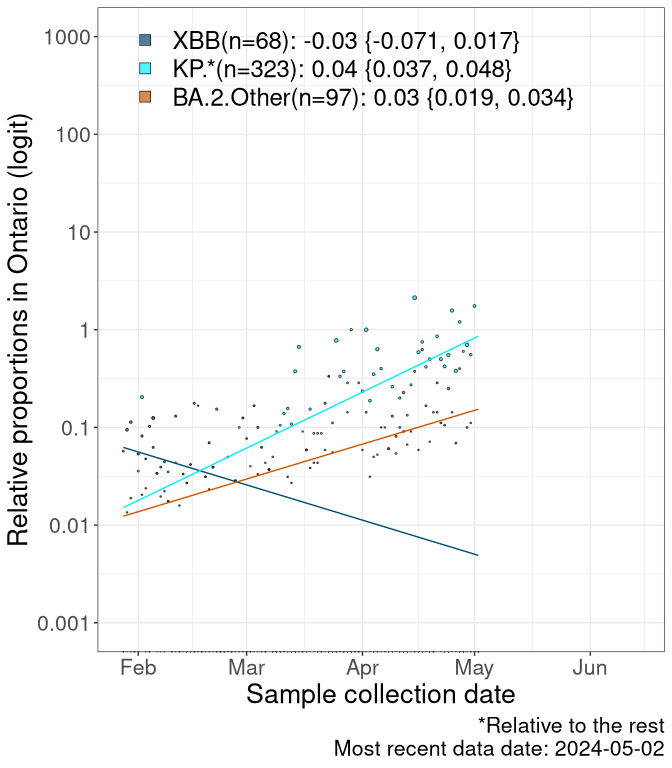 XBB(n=68): -0.03 {-0.071, 0.017}
KP.*(n=323): 0.04 {0.037, 0.048}
BA.2.Other(n=97): 0.03 {0.019, 0.034}
Relative proportions in Ontario (logit)
1000
100
10
1
0.1
0.01
0.001
Feb Mar Apr May Jun
Sample collection date
*Relative to the rest
Most recent data date: 2024-05-02